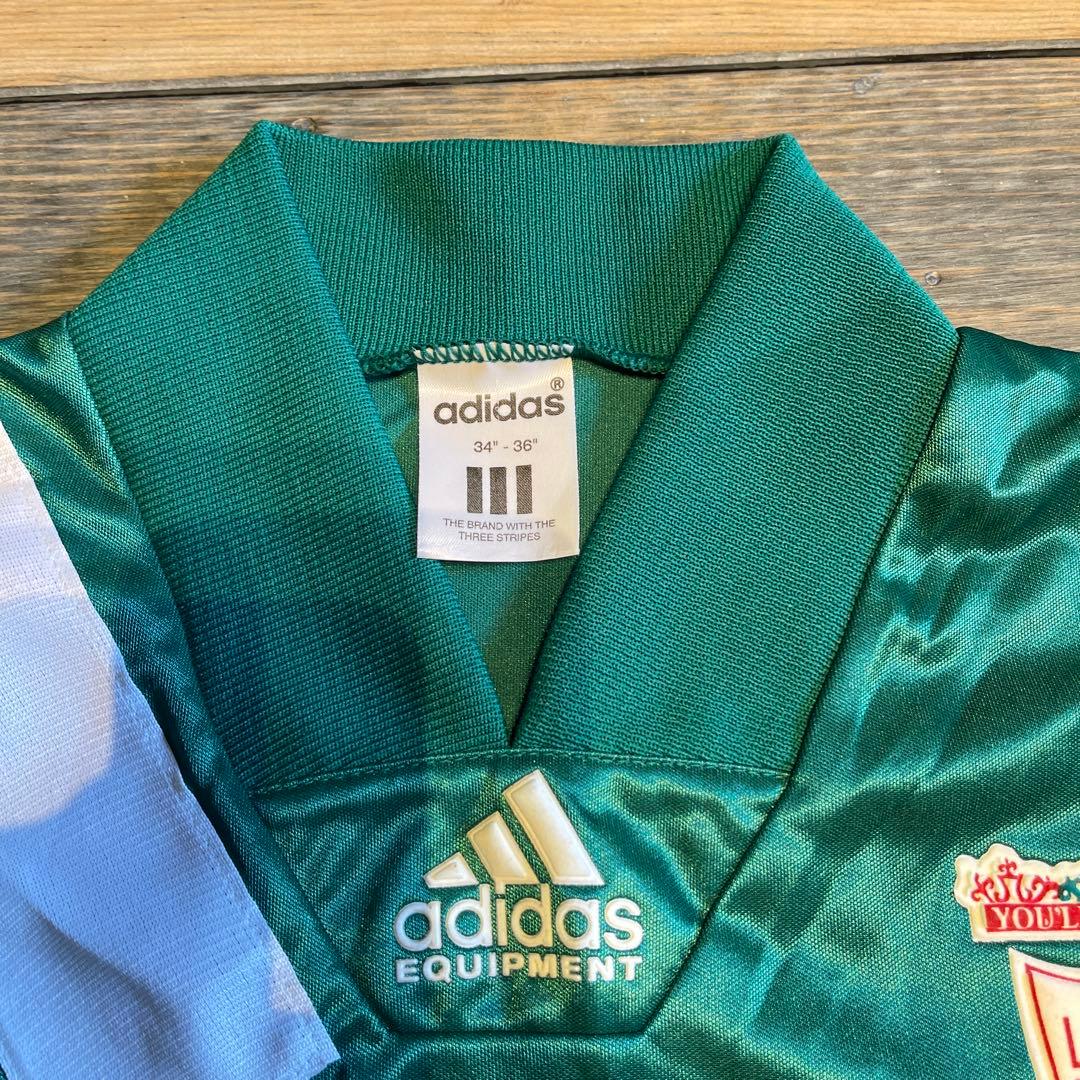 adidas®
34" - 36"
THE BRAND WITH THE
THREE STRIPES
adidas
EQUIPMENT
YOU'L
L